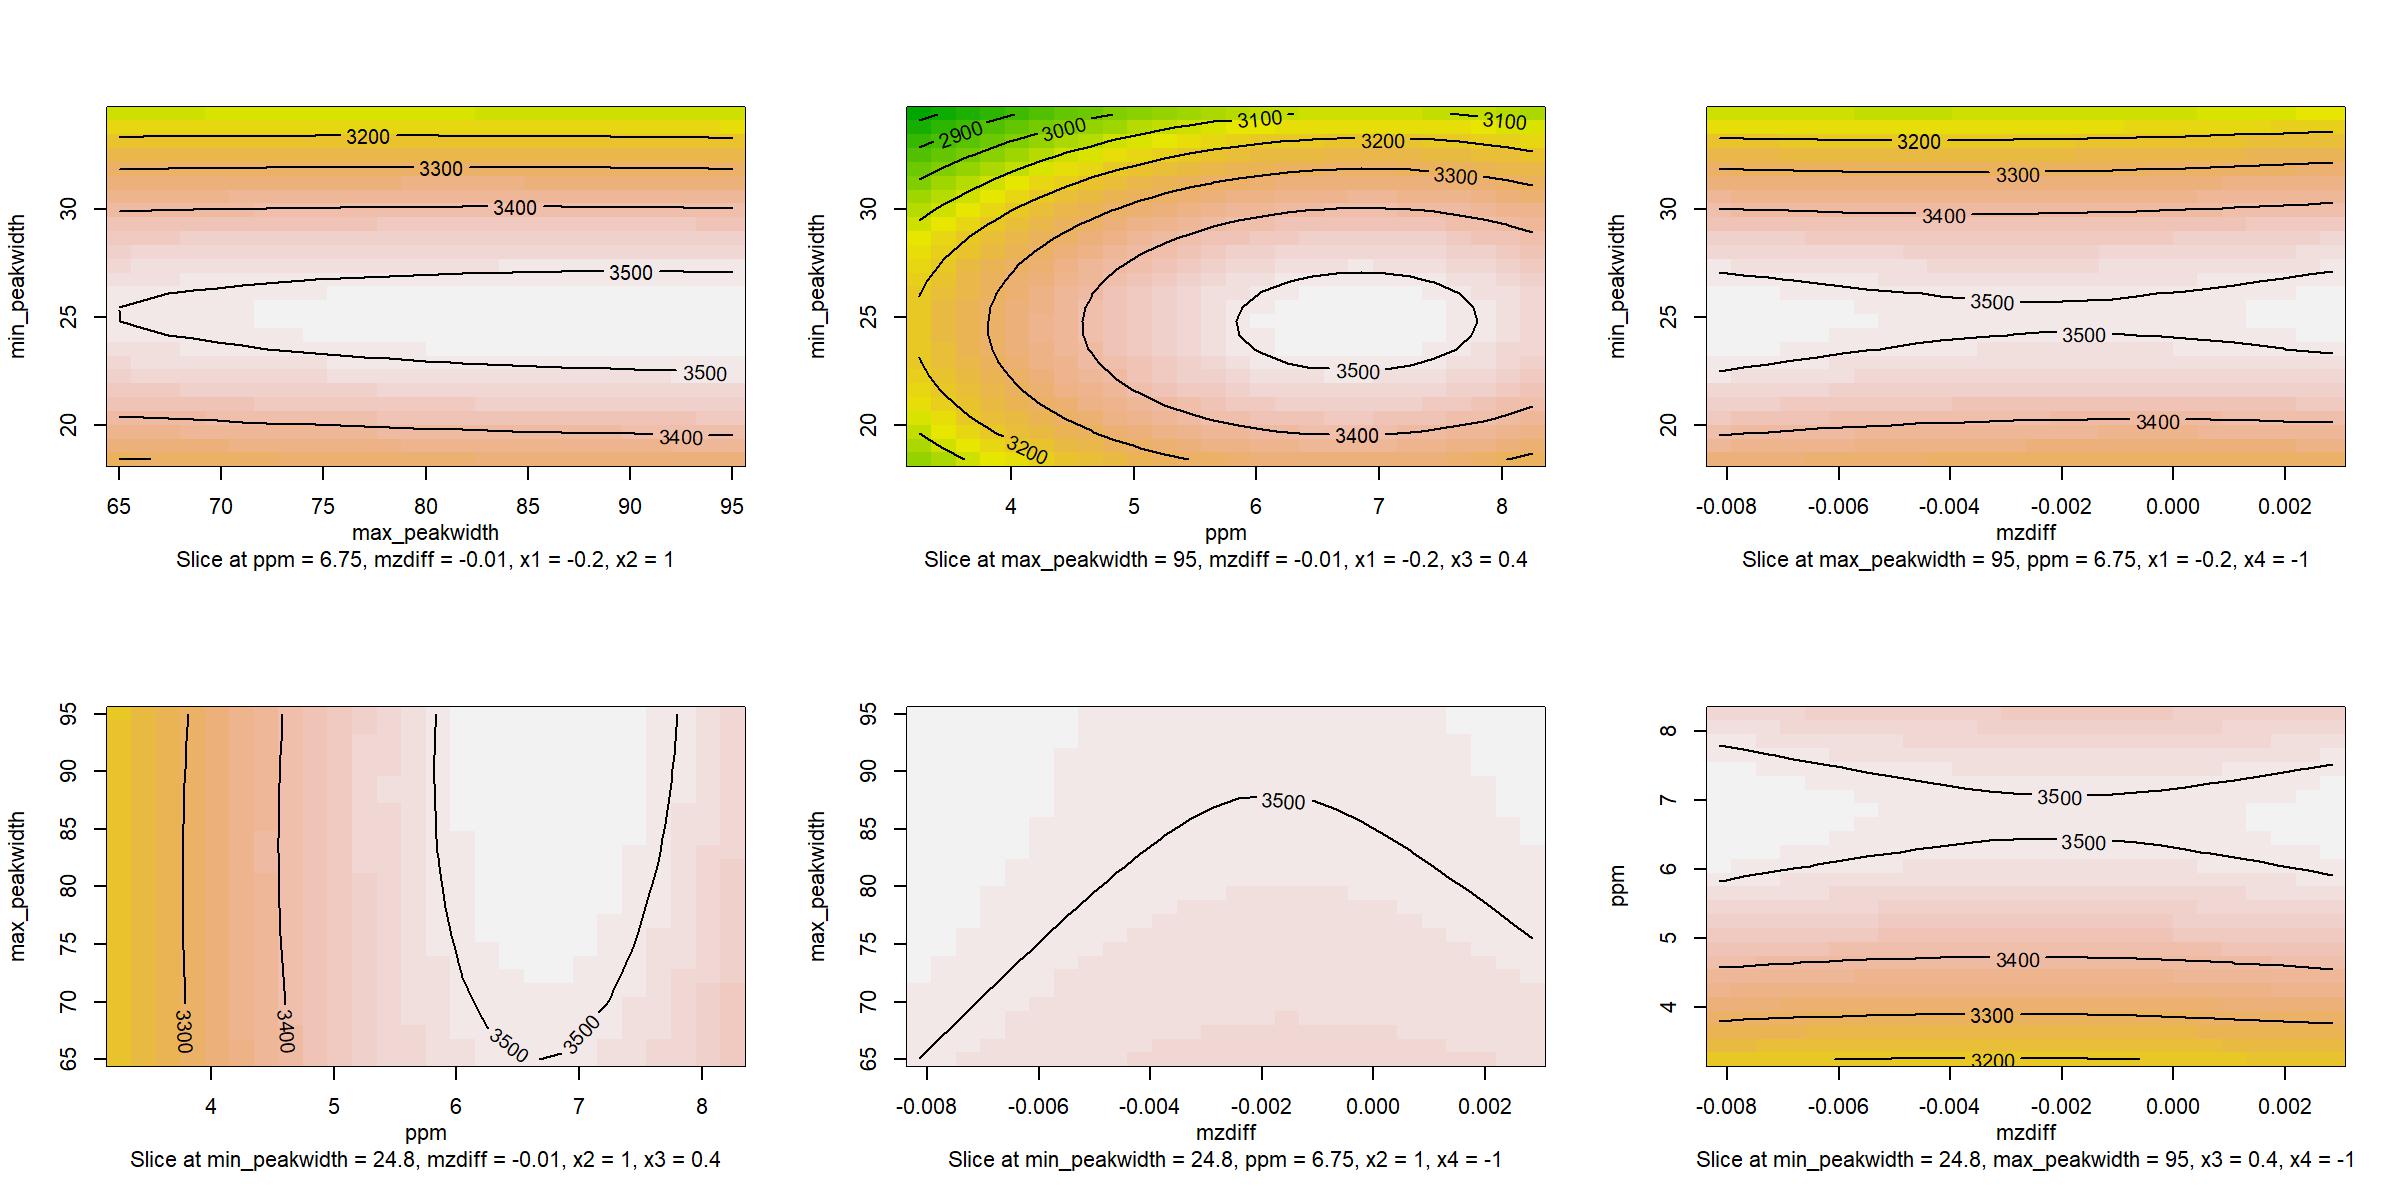 3200
3300
3400
3500
3500
3400
30
25
20
min_peakwidth
65 70 75 80 85 90 95
max_peakwidth
Slice at ppm = 6.75, mzdiff = -0.01, x1 = -0.2, x2 = 1
2900
3000
3100
3100
3200
3300
3500
3400
3200
30
25
20
min_peakwidth
4 5 6 7 8
ppm
Slice at max_peakwidth = 95, mzdiff = -0.01, x1 = -0.2, x3 = 0.4
3200
3300
3400
3500
3500
3400
30
25
20
min_peakwidth
-0.008 -0.006 -0.004 -0.002 0.000 0.002
mzdiff
Slice at max_peakwidth = 95, ppm = 6.75, x1 = -0.2, x4 = -1
95
90
85
80
75
70
65
max_peakwidth
3300
3400
3500
3500
4 5 6 7 8
ppm
Slice at min_peakwidth = 24.8, mzdiff = -0.01, x2 = 1, x3 = 0.4
95
90
85
80
75
70
65
max_peakwidth
3500
-0.008 -0.006 -0.004 -0.002 0.000 0.002
mzdiff
Slice at min_peakwidth = 24.8, ppm = 6.75, x2 = 1, x4 = -1
8
7
6
5
4
ppm
3500
3500
3400
3300
3200
-0.008 -0.006 -0.004 -0.002 0.000 0.002
mzdiff
Slice at min_peakwidth = 24.8, max_peakwidth = 95, x3 = 0.4, x4 = -1